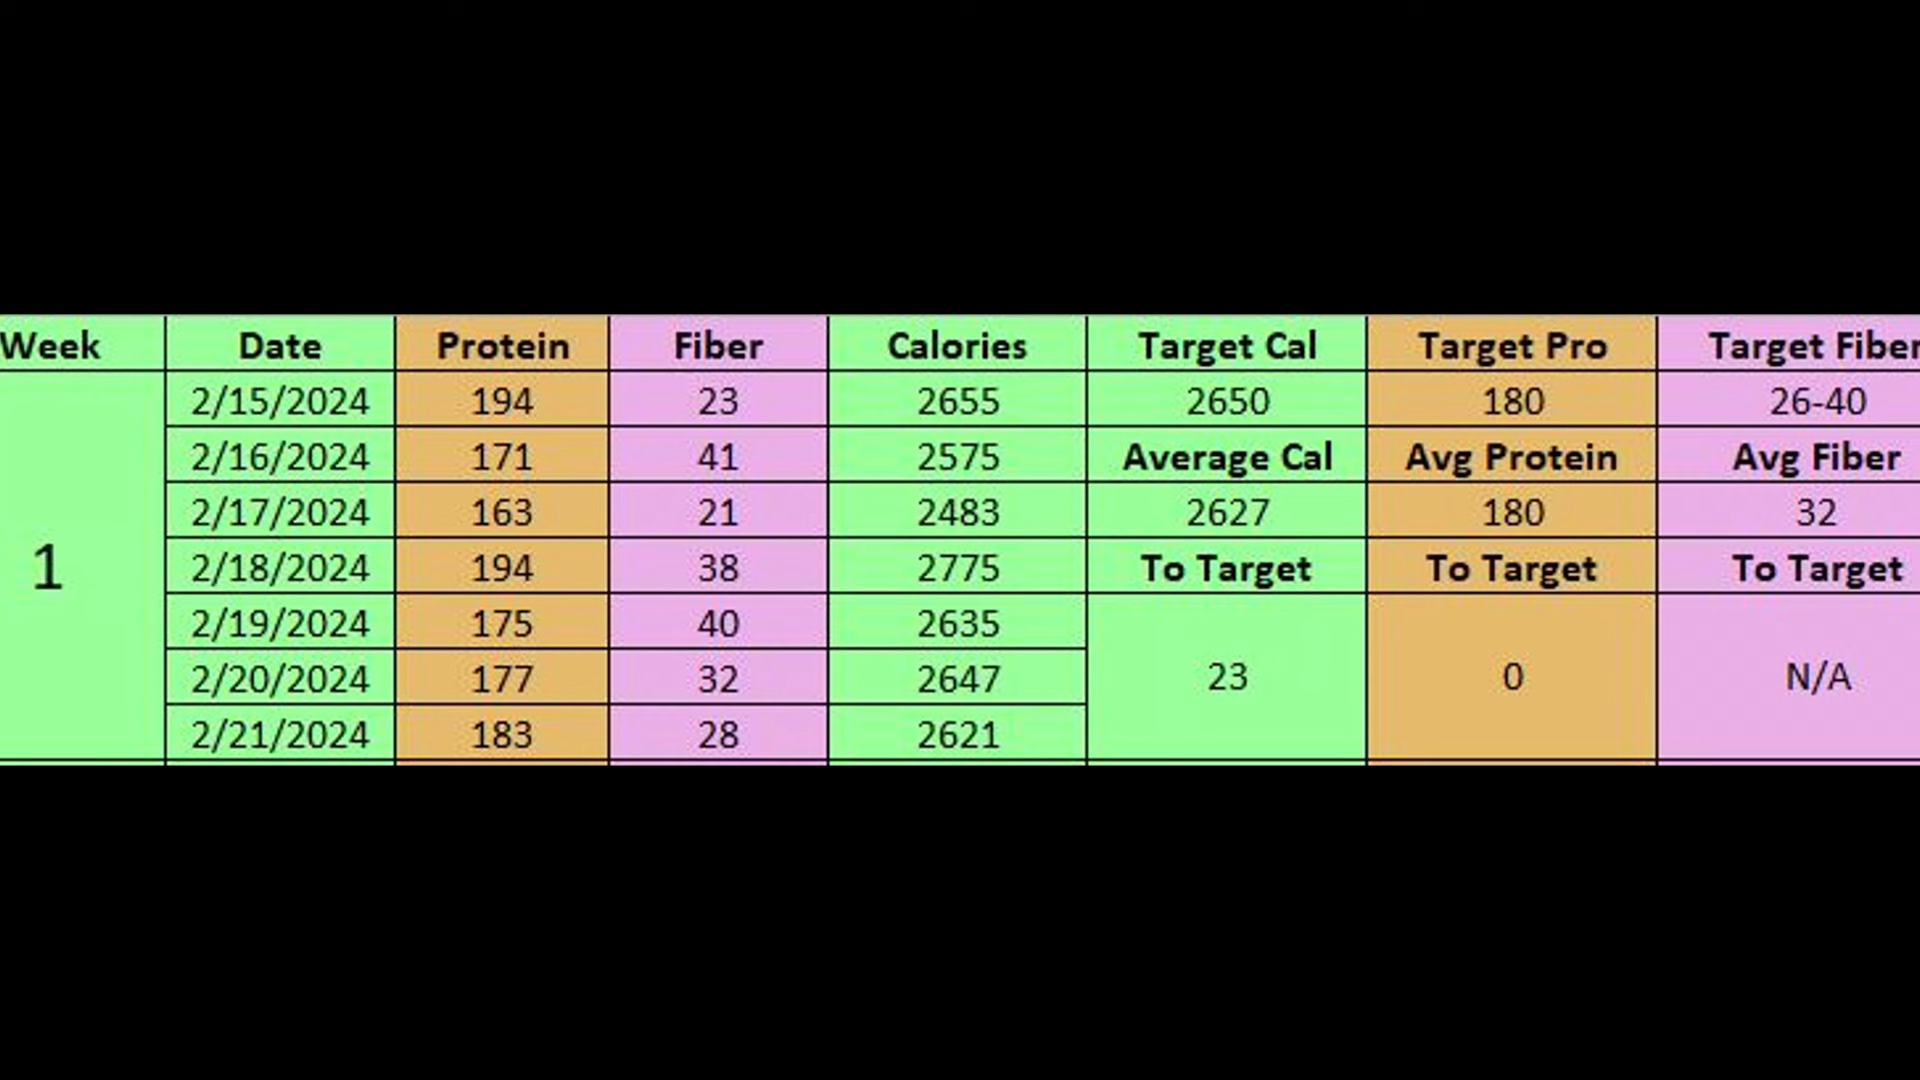 Week Date Protein Fiber Calories Target Cal Target Pro Target Fiber
2/15/2024 194 23 2655 2650 180 26-40
2/16/2024 171 41 2575 Average Cal Avg Protein Avg Fiber
2/17/2024 163 21 2483 2627 180 32
1 2/18/2024 194 38 2775 To Target To Target To Target
2/19/2024 175 40 2635
2/20/2024 177 32 2647 23 0 N/A
2/21/2024 183 28 2621